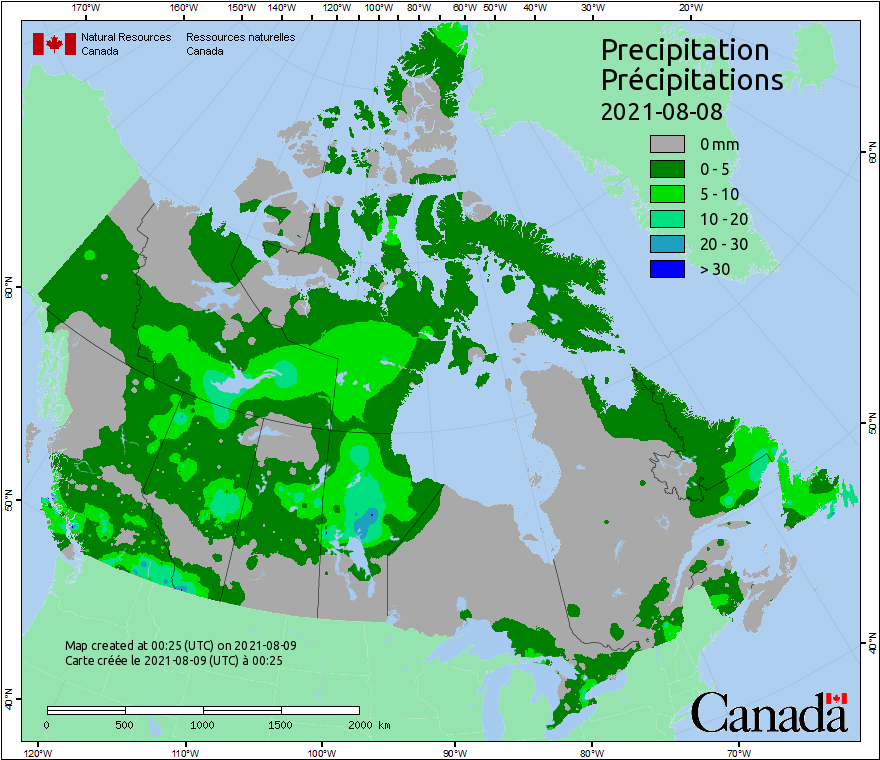 170°W 160°W 150°W 140°W 120°W 100°W 80°W 60°W 50°W 40°W 30°W 20°W
Natural Resources Canada
Ressources naturelles Canada
Precipitation
Précipitations
2021-08-08
0 mm
0 - 5
5 - 10
10 - 20
20 - 30
> 30
60°N
50°N
40°N
60°N
50°N
40°N
Map created at 00:25 (UTC) on 2021-08-09
Carte créée le 2021-08-09 (UTC) à 00:25
0 500 1000 1500 2000 km
Canada
120°W 110°W 100°W 90°W 80°W 70°W